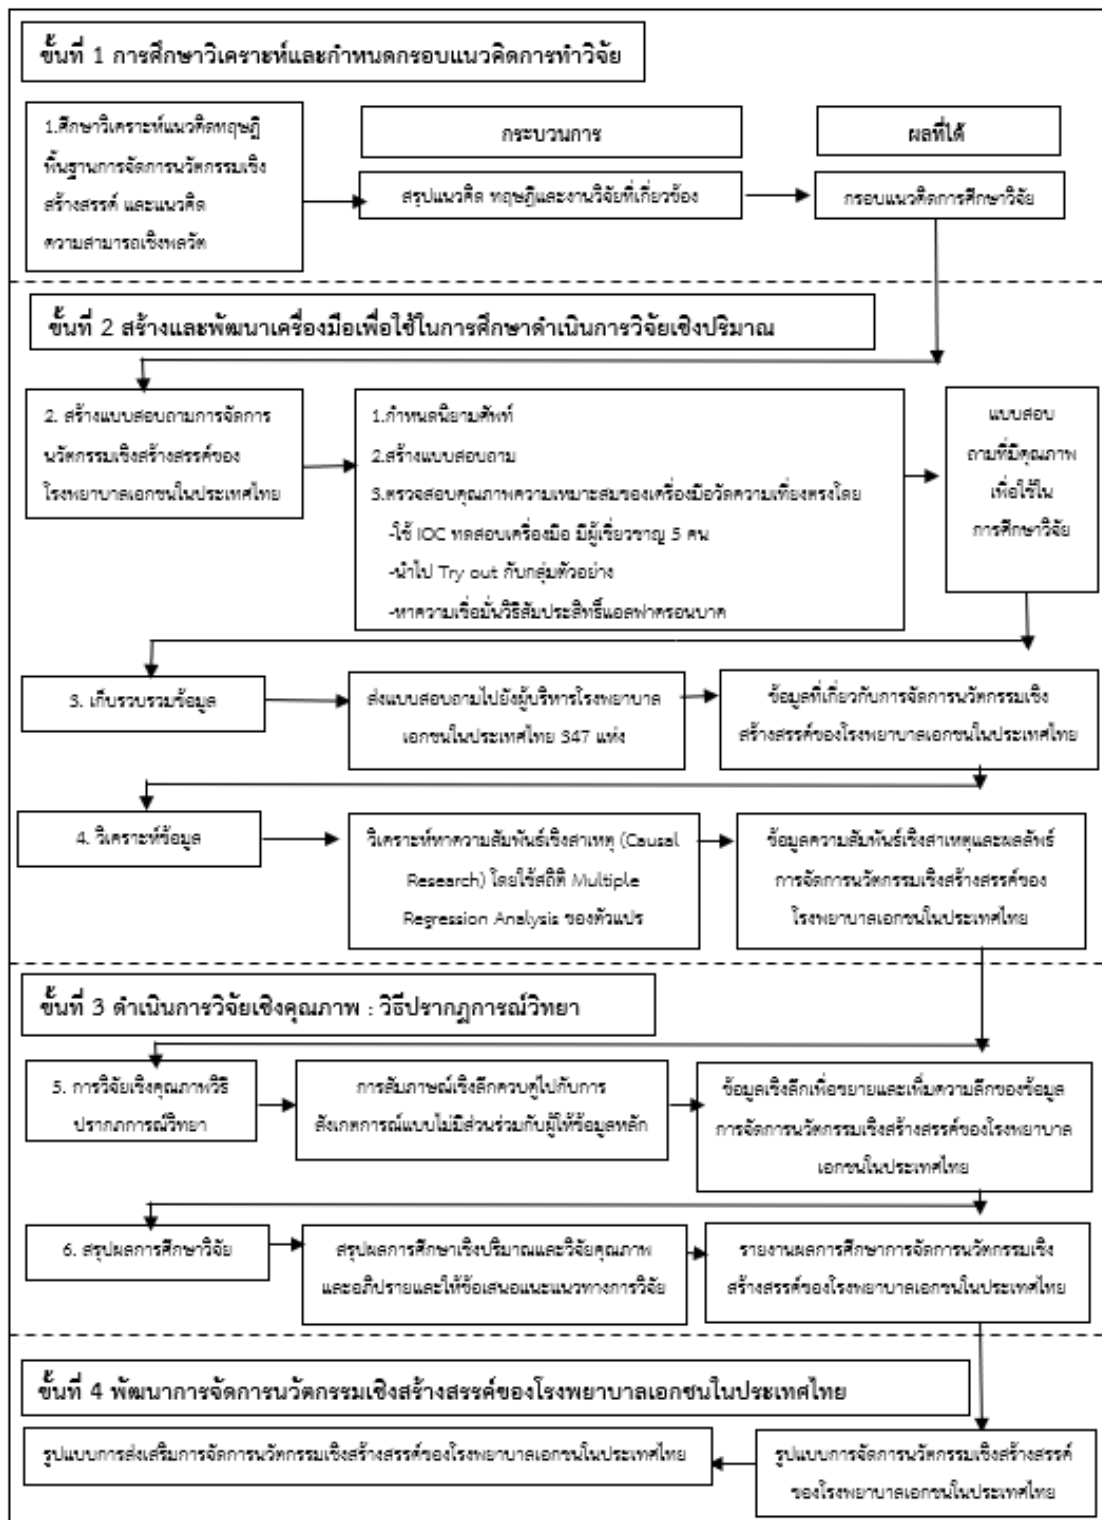 ขั้นที่ 1 การศึกษาวิเคราะห์และกำหนดกรอบแนวคิดการทำวิจัย
1.ศึกษาวิเคราะห์แนวคิดทฤษฎี
พื้นฐานการจัดการนวัตกรรมเชิง
สร้างสรรค์ และแนวคิด
ความสามารถเชิงพลวัต
กระบวนการ
สรุปแนวคิด ทฤษฎีและงานวิจัยที่เกี่ยวข้อง
ผลที่ได้
กรอบแนวคิดการศึกษาวิจัย
ขั้นที่ 2 สร้างและพัฒนาเครื่องมือเพื่อใช้ในการศึกษาดำเนินการวิจัยเชิงปริมาณ
2. สร้างแบบสอบถามการจัดการ
นวัตกรรมเชิงสร้างสรรค์ของ
โรงพยาบาลเอกชนในประเทศไทย
1.กำหนดนิยามศัพท์
2.สร้างแบบสอบถาม
3.ตรวจสอบคุณภาพความเหมาะสมของเครื่องมือวัดความเที่ยงตรงโดย
-ใช้ IOC ทดสอบเครื่องมือ มีผู้เชี่ยวชาญ 5 คน
-นำไป Try out กับกลุ่มตัวอย่าง
-หาความเชื่อมั่นวิธีสัมประสิทธิ์แอลฟาครอนบาค
แบบสอบ
ถามที่มีคุณภาพ
เพื่อใช้ใน
การศึกษาวิจัย
3. เก็บรวบรวมข้อมูล
ส่งแบบสอบถามไปยังผู้บริหารโรงพยาบาล
เอกชนในประเทศไทย 347 แห่ง
ข้อมูลที่เกี่ยวกับการจัดการนวัตกรรมเชิง
สร้างสรรค์ของโรงพยาบาลเอกชนในประเทศไทย
4. วิเคราะห์ข้อมูล
วิเคราะห์หาความสัมพันธ์เชิงสาเหตุ (Causal
Research) โดยใช้สถิติ Multiple
Regression Analysis ของตัวแปร
ข้อมูลความสัมพันธ์เชิงสาเหตุและผลลัพธ์
การจัดการนวัตกรรมเชิงสร้างสรรค์ของ
โรงพยาบาลเอกชนในประเทศไทย
ขั้นที่ 3 ดำเนินการวิจัยเชิงคุณภาพ : วิธีปรากฏการณ์วิทยา
5. การวิจัยเชิงคุณภาพวิธี
ปรากฏการณ์วิทยา
การสัมภาษณ์เชิงลึกควบคู่ไปกับการ
สังเกตการณ์แบบไม่มีส่วนร่วมกับผู้ให้ข้อมูลหลัก
ข้อมูลเชิงลึกเพื่อขยายและเพิ่มความลึกของข้อมูล
การจัดการนวัตกรรมเชิงสร้างสรรค์ของโรงพยาบาล
เอกชนในประเทศไทย
6. สรุปผลการศึกษาวิจัย
สรุปผลการศึกษาเชิงปริมาณและวิจัยคุณภาพ
และอภิปรายและให้ข้อเสนอแนะแนวทางการวิจัย
รายงานผลการศึกษาการจัดการนวัตกรรมเชิง
สร้างสรรค์ของโรงพยาบาลเอกชนในประเทศไทย
ขั้นที่ 4 พัฒนาการจัดการนวัตกรรมเชิงสร้างสรรค์ของโรงพยาบาลเอกชนในประเทศไทย
รูปแบบการส่งเสริมการจัดการนวัตกรรมเชิงสร้างสรรค์ของโรงพยาบาลเอกชนในประเทศไทย
รูปแบบการจัดการนวัตกรรมเชิงสร้างสรรค์
ของโรงพยาบาลเอกชนในประเทศไทย